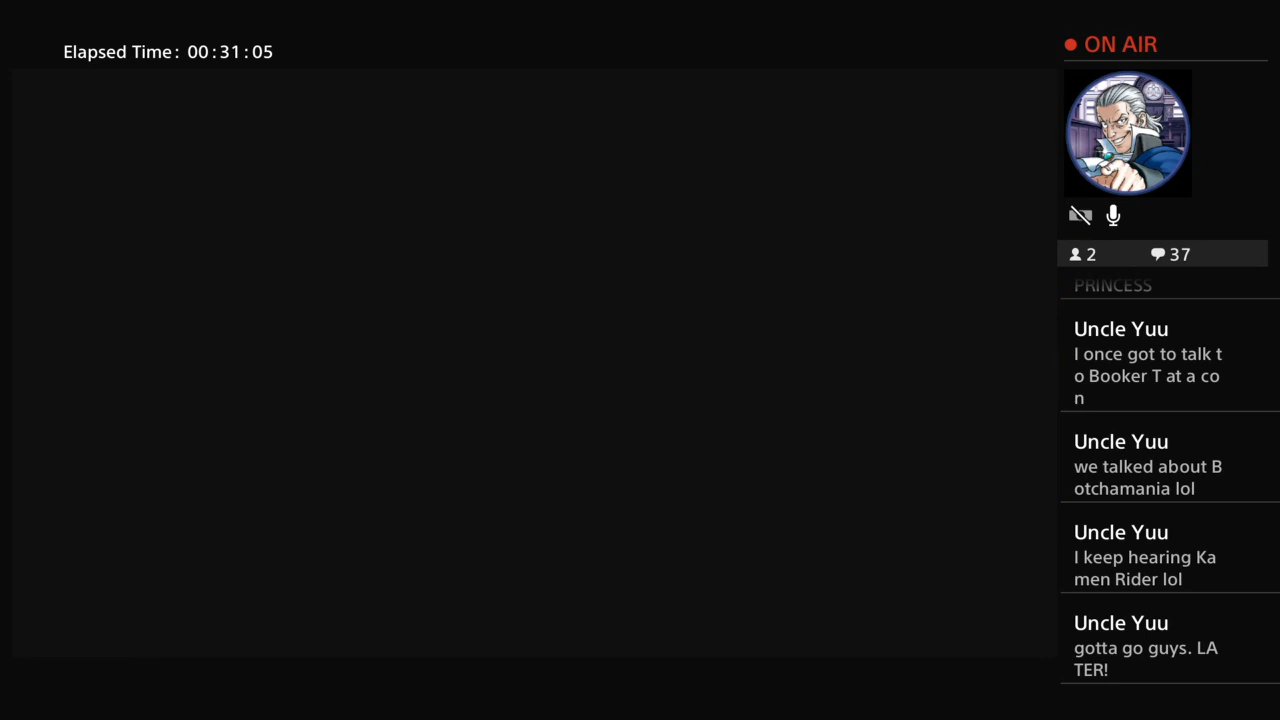 Elapsed Time: 00:31:05
ON AIR
2 37
PRINCESS
Uncle Yuu
I once got to talk t
o Booker T at a co
n
Uncle Yuu
we talked about B
otchamania lol
Uncle Yuu
I keep hearing Ka
men Rider lol
Uncle Yuu
gotta go guys. LA
TER!